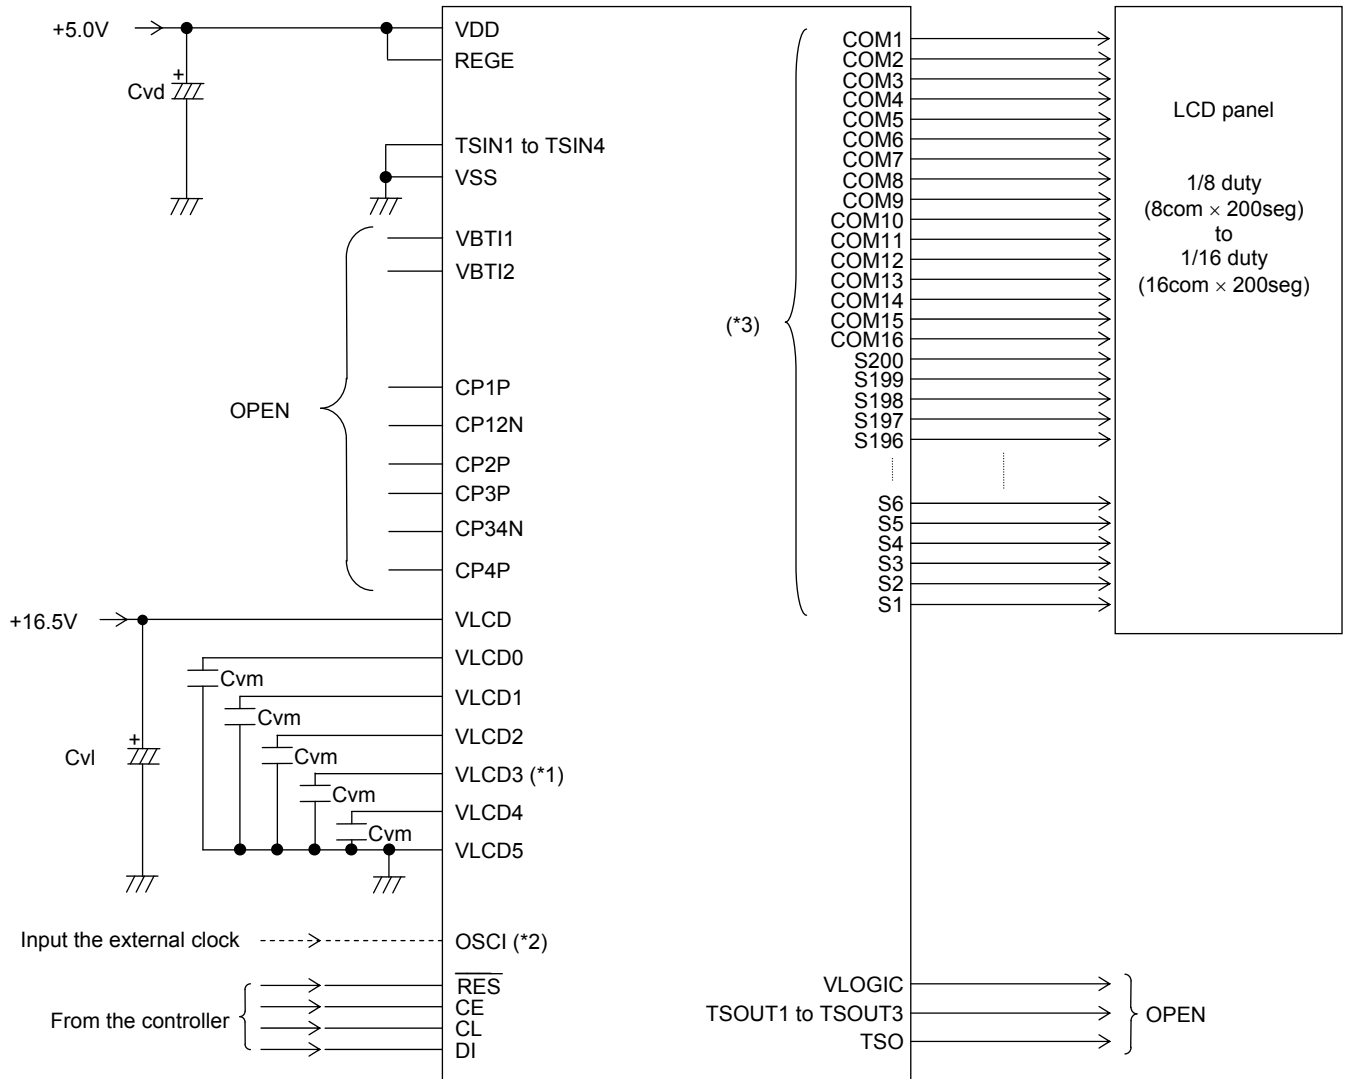 +5.0V
Cvd
VDD
REGE
TSIN1 to TSIN4
VSS
VBTI1
VBTI2
OPEN
CP1P
CP12N
CP2P
CP3P
CP34N
CP4P
+16.5V
VLCD
VLCD0
Cvm
VLCD1
Cvm
VLCD2
Cvm
VLCD3 (*1)
Cvm
VLCD4
Cvm
VLCD5
+
Cvl
+
Input the external clock
OSCI (*2)
From the controller
RES
CE
CL
DI
(*3)
COM1
COM2
COM3
COM4
COM5
COM6
COM7
COM8
COM9
COM10
COM11
COM12
COM13
COM14
COM15
COM16
S200
S199
S198
S197
S196
S6
S5
S4
S3
S2
S1
LCD panel
1/8 duty
(8com × 200seg)
to
1/16 duty
(16com × 200seg)
VLOGIC
TSOUT1 to TSOUT3
TSO
OPEN